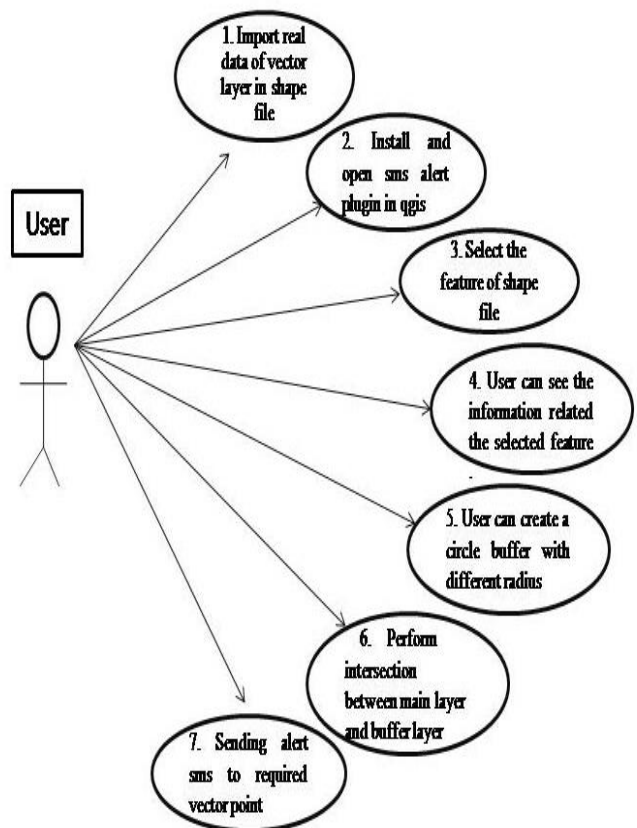 1. Import real
data of vector
layer in shape
file
2. Install and
open sms alert
plugin in qgis
User
3. Select the
feature of shape
file
4. User can see the
information related
the selected feature
.
5. User can create a
circle buffer with
different radius
6. Perform
intersection
between main layer
and buffer layer
7. Sending alert
sms to required
vector point